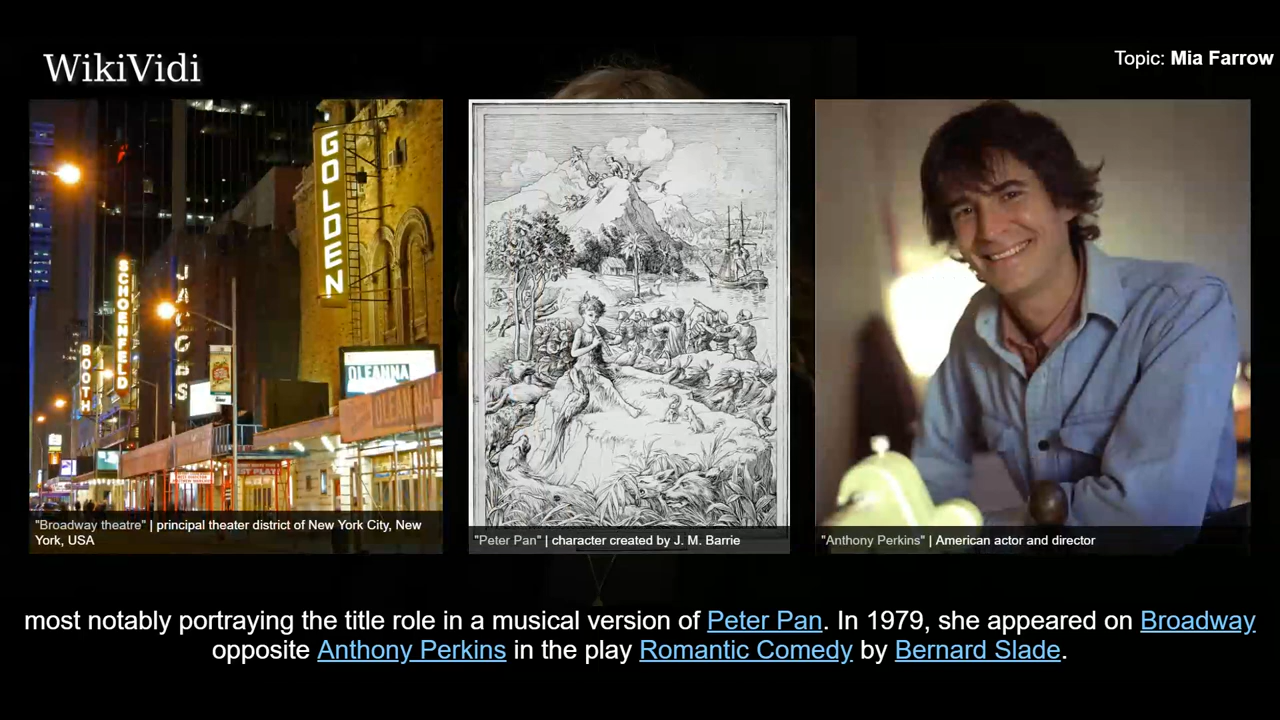 WikiVidi
Topic: Mia Farrow
GOLDEN
SCHOENFELD
JACOBS
BOOTH
OLEANNA
OLEANNA
"Broadway theatre" | principal theater district of New York City, New
York, USA
"Peter Pan" | character created by J. M. Barrie
"Anthony Perkins" | American actor and director
most notably portraying the title role in a musical version of Peter Pan. In 1979, she appeared on Broadway
opposite Anthony Perkins in the play Romantic Comedy by Bernard Slade.